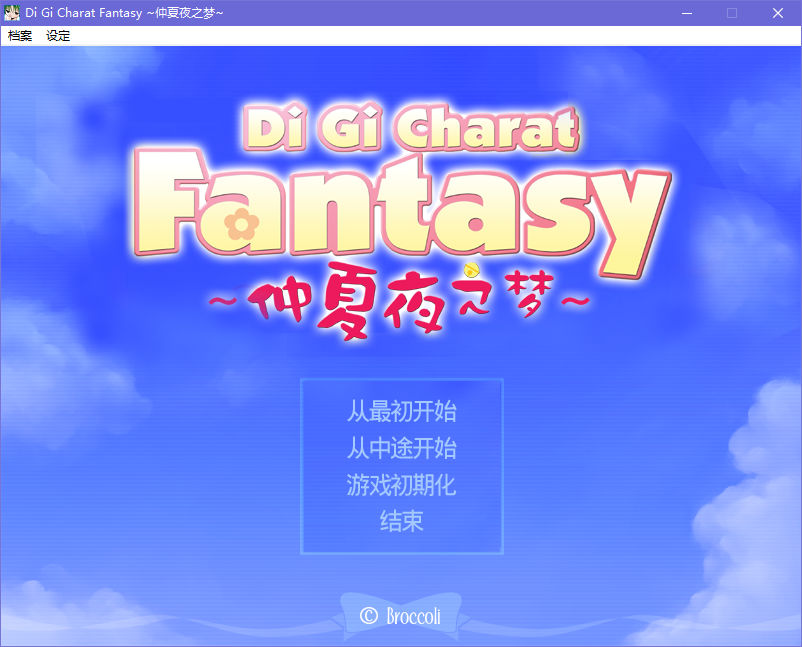 Di Gi Charat Fantasy ~仲夏夜之梦~
档案 设定
Di Gi Charat
Fantasy
~仲夏夜之梦~
从最初开始
从中途开始
游戏初期化
结束
© Broccoli